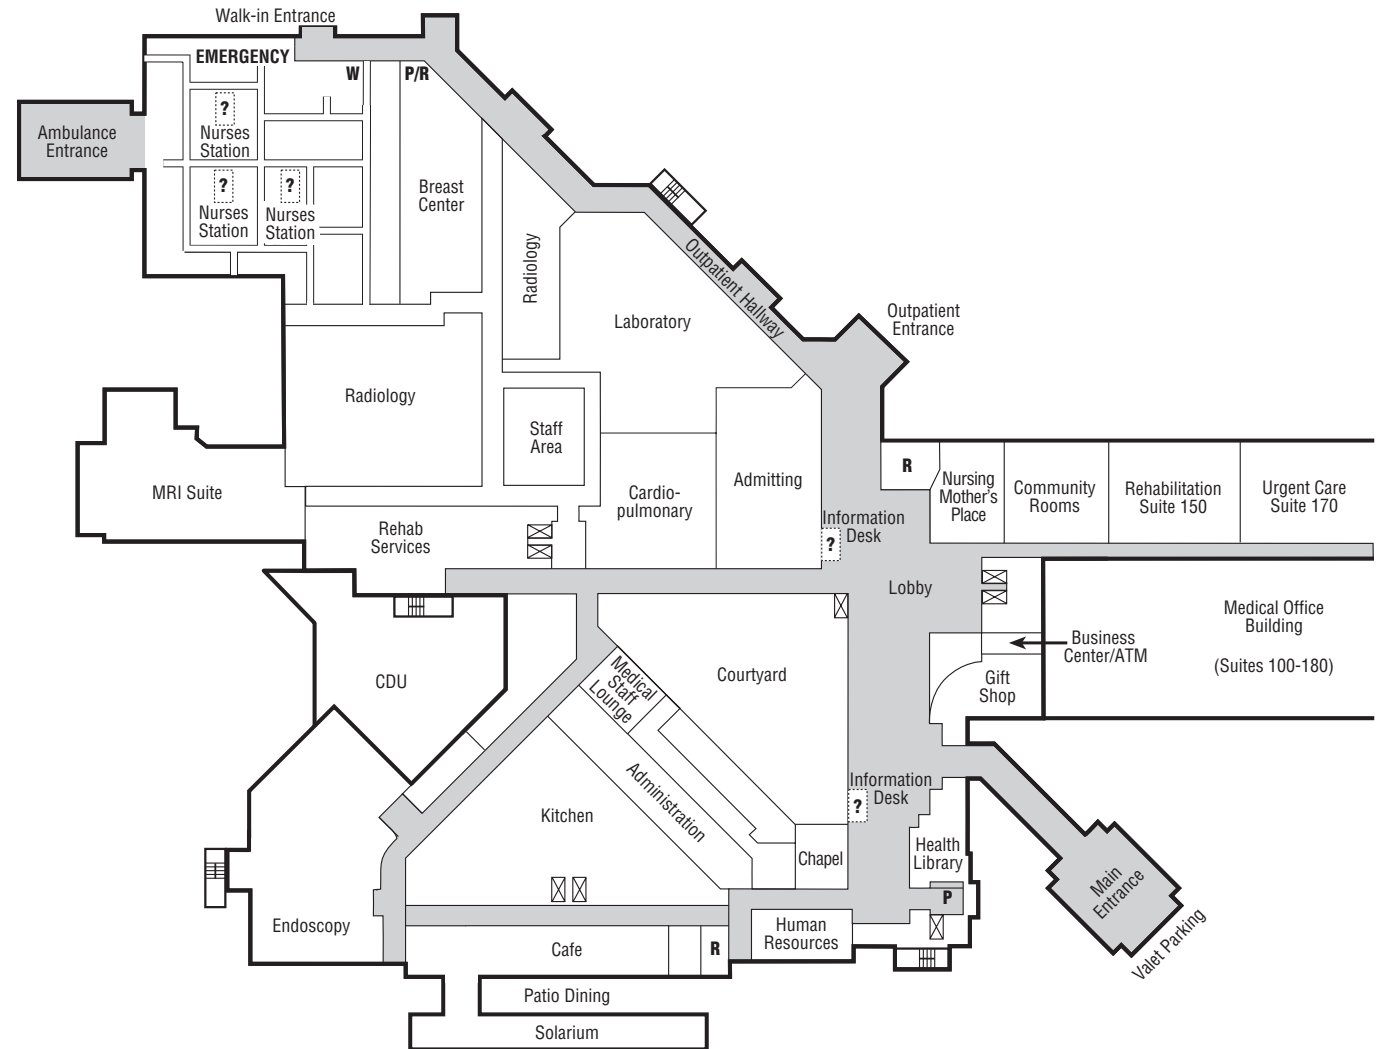 Walk-in Entrance
EMERGENCY
W
P/R
Ambulance
Entrance
?
Nurses
Station
?
Nurses
Station
?
Nurses
Station
Breast
Center
Radiology
Outpatient Hallway
Laboratory
Outpatient
Entrance
Radiology
Staff
Area
MRI Suite
Cardio-
pulmonary
Admitting
R
Nursing
Mother's
Place
Community
Rooms
Rehabilitation
Suite 150
Urgent Care
Suite 170
Rehab
Services
Information
Desk
?
Lobby
Medical Office
Building
(Suites 100-180)
Business
Center/ATM
Gift
Shop
CDU
Medical
Staff
Lounge
Courtyard
Administration
Kitchen
Information
Desk
?
Chapel
Health
Library
P
Main
Entrance
Valet Parking
Endoscopy
Cafe
R
Human
Resources
Patio Dining
Solarium